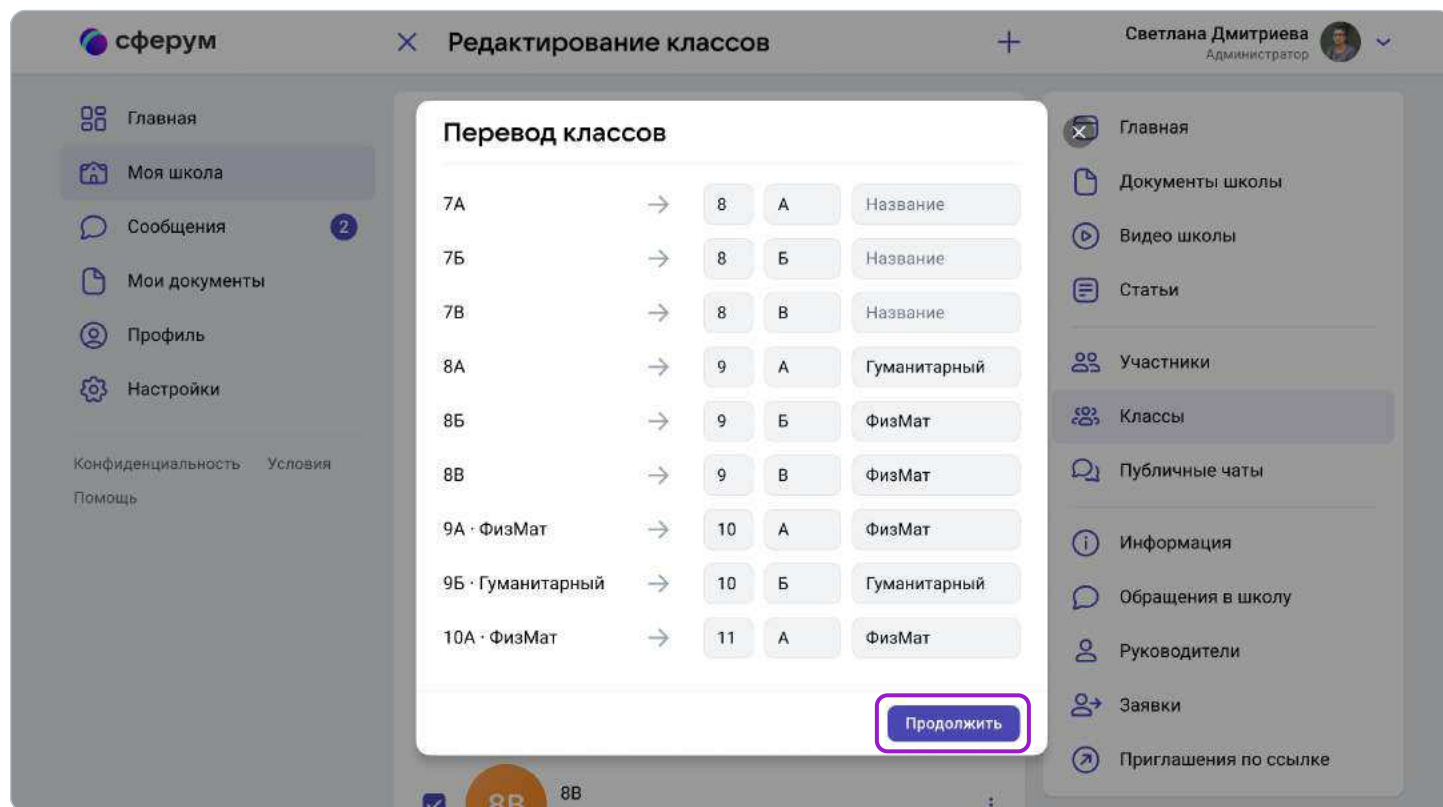 сферум
Редактирование классов
Светлана Дмитриева
Администратор
Главная
Моя школа
Сообщения 2
Мои документы
Профиль
Настройки
Конфиденциальность Условия
Помощь
Перевод классов
7А → 8 А Название
7Б → 8 Б Название
7В → 8 В Название
8А → 9 А Гуманитарный
8Б → 9 Б ФизМат
8В → 9 В ФизМат
9А · ФизМат → 10 А ФизМат
9Б · Гуманитарный → 10 Б Гуманитарный
10А · ФизМат → 11 А ФизМат
Продолжить
8В
8В
Главная
Документы школы
Видео школы
Статьи
Участники
Классы
Публичные чаты
Информация
Обращения в школу
Руководители
Заявки
Приглашения по ссылке